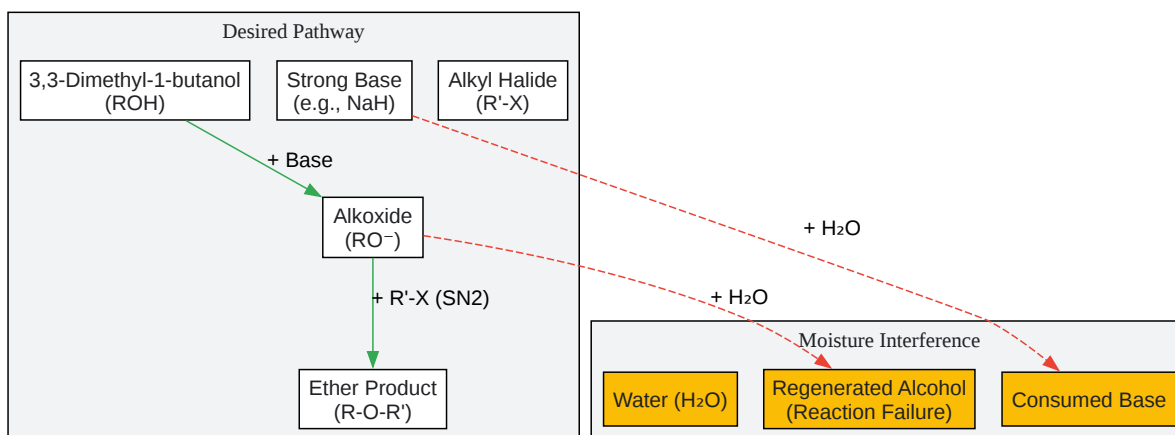 Desired Pathway
3,3-Dimethyl-1-butanol
(ROH)
Strong Base
(e.g., NaH)
Alkyl Halide
(R'-X)
+ Base
Alkoxide
(RO⁻)
+ H₂O
+ H₂O
+ R'-X (SN2)
Moisture Interference
Ether Product
(R-O-R')
Water (H₂O)
Regenerated Alcohol
(Reaction Failure)
Consumed Base